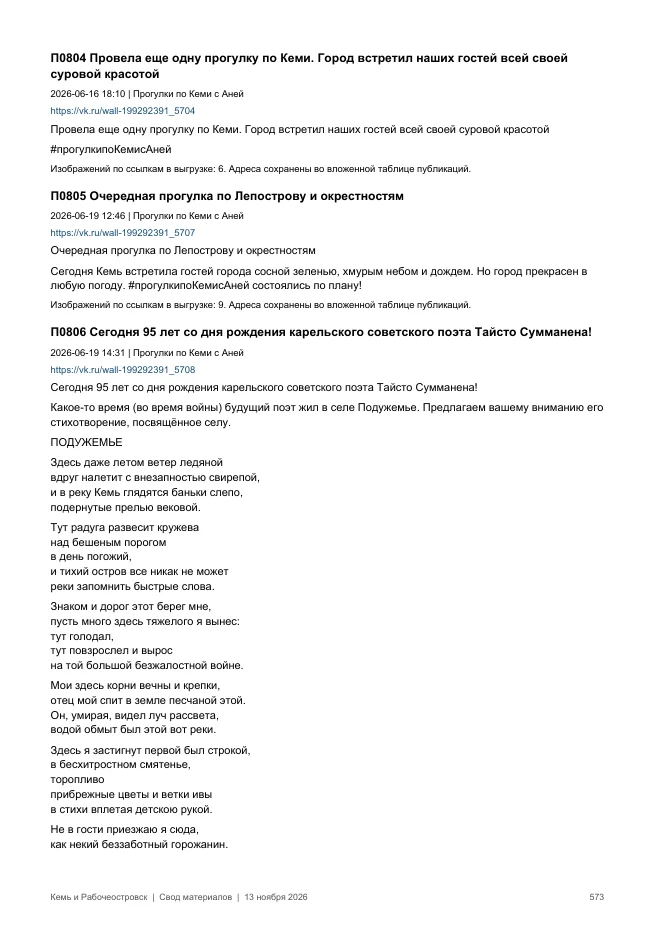 П0804 Провела еще одну прогулку по Кеми. Город встретил наших гостей всей своей
суровой красотой
2026-06-16 18:10 | Прогулки по Кеми с Аней
https://vk.ru/wall-199292391_5704
Провела еще одну прогулку по Кеми. Город встретил наших гостей всей своей суровой красотой
#прогулкипоКемисАней
Изображений по ссылкам в выгрузке: 6. Адреса сохранены во вложенной таблице публикаций.
П0805 Очередная прогулка по Лепострову и окрестностям
2026-06-19 12:46 | Прогулки по Кеми с Аней
https://vk.ru/wall-199292391_5707
Очередная прогулка по Лепострову и окрестностям
Сегодня Кемь встретила гостей города сосной зеленью, хмурым небом и дождем. Но город прекрасен в
любую погоду. #прогулкипоКемисАней состоялись по плану!
Изображений по ссылкам в выгрузке: 9. Адреса сохранены во вложенной таблице публикаций.
П0806 Сегодня 95 лет со дня рождения карельского советского поэта Тайсто Сумманена!
2026-06-19 14:31 | Прогулки по Кеми с Аней
https://vk.ru/wall-199292391_5708
Сегодня 95 лет со дня рождения карельского советского поэта Тайсто Сумманена!
Какое-то время (во время войны) будущий поэт жил в селе Подужемье. Предлагаем вашему вниманию его
стихотворение, посвящённое селу.
ПОДУЖЕМЬЕ
Здесь даже летом ветер ледяной
вдруг налетит с внезапностью свирепой,
и в реку Кемь глядятся баньки слепо,
подернутые прелью вековой.
Тут радуга развесит кружева
над бешеным порогом
в день погожий,
и тихий остров все никак не может
реки запомнить быстрые слова.
Знаком и дорог этот берег мне,
пусть много здесь тяжелого я вынес:
тут голодал,
тут повзрослел и вырос
на той большой безжалостной войне.
Мои здесь корни вечны и крепки,
отец мой спит в земле песчаной этой.
Он, умирая, видел луч рассвета,
водой обмыт был этой вот реки.
Здесь я застигнут первой был строкой,
в бесхитростном смятенье,
торопливо
прибрежные цветы и ветки ивы
в стихи вплетая детскою рукой.
Не в гости приезжаю я сюда,
как некий беззаботный горожанин.
Кемь и Рабочеостровск | Свод материалов | 13 ноября 2026
573